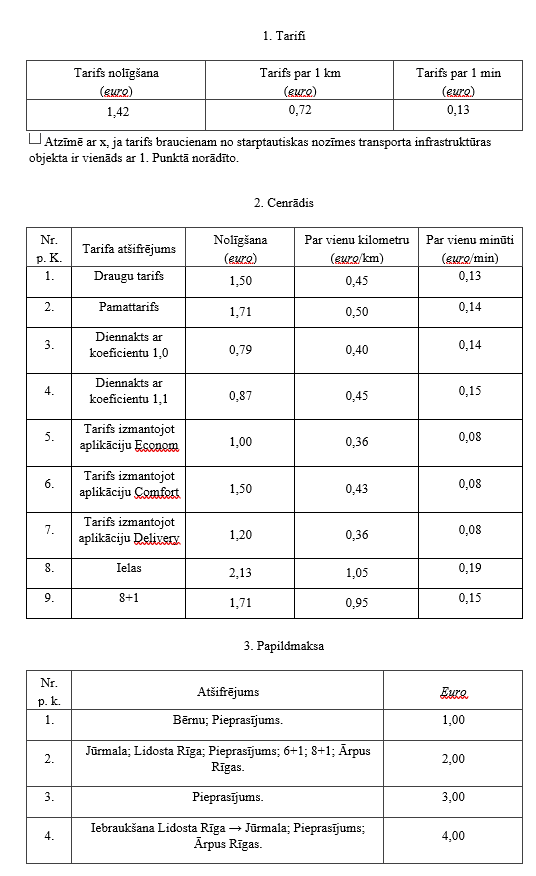 1. Tarifi
Tarifs nolīgšana (euro) Tarifs par 1 km (euro) Tarifs par 1 min (euro)
1,42 0,72 0,13
Atzīmē ar x, ja tarifs braucienam no starptautiskas nozīmes transporta infrastruktūras
objekta ir vienāds ar 1. Punktā norādīto.
2. Cenrādis
Nr. p. K. Tarifa atšifrējums Nolīgšana (euro) Par vienu kilometru (euro/km) Par vienu minūti (euro/min)
1. Draugu tarifs 1,50 0,45 0,13
2. Pamattarifs 1,71 0,50 0,14
3. Diennakts ar koeficientu 1,0 0,79 0,40 0,14
4. Diennakts ar koeficientu 1,1 0,87 0,45 0,15
5. Tarifs izmantojot aplikāciju Econom 1,00 0,36 0,08
6. Tarifs izmantojot aplikāciju Comfort 1,50 0,43 0,08
7. Tarifs izmantojot aplikāciju Delivery 1,20 0,36 0,08
8. Ielas 2,13 1,05 0,19
9. 8+1 1,71 0,95 0,15
3. Papildmaksa
Nr. p. k. Atšifrējums Euro
1. Bērnu; Pieprasījums. 1,00
2. Jūrmala; Lidosta Rīga; Pieprasījums; 6+1; 8+1; Ārpus Rīgas. 2,00
3. Pieprasījums. 3,00
4. Iebraukšana Lidosta Rīga → Jūrmala; Pieprasījums; Ārpus Rīgas. 4,00